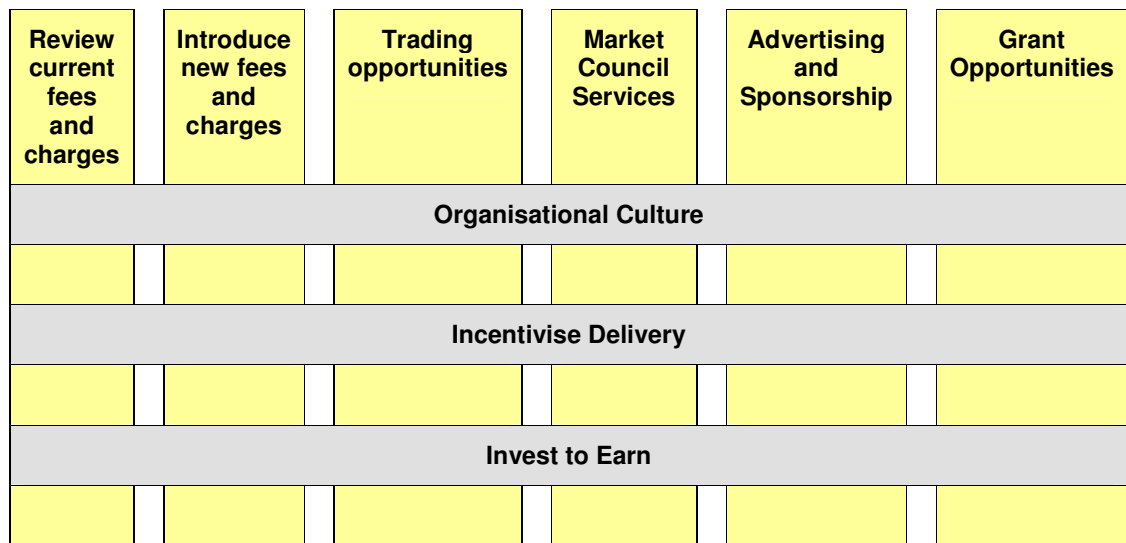 Review
current
fees
and
charges
Introduce
new fees
and
charges
Trading
opportunities
Market
Council
Services
Advertising
and
Sponsorship
Grant
Opportunities
Organisational Culture
Incentivise Delivery
Invest to Earn